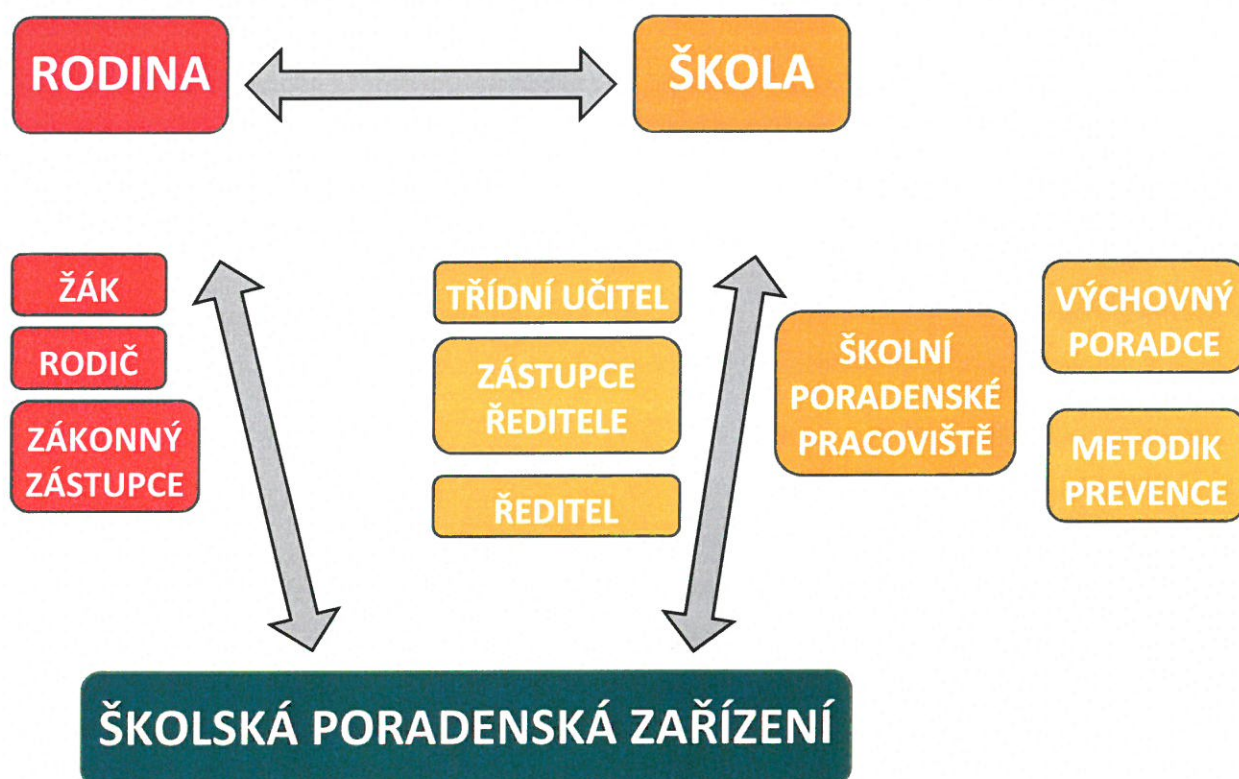 RODINA
ŠKOLA
ŽÁK
RODIČ
ZÁKONNÝ
ZÁSTUPCE
TŘÍDNÍ UČITEL
ZÁSTUPCE
ŘEDITELE
ŘEDITEL
ŠKOLNÍ
PORADENSKÉ
PRACOVIŠTĚ
VÝCHOVNÝ
PORADCE
METODIK
PREVENCE
ŠKOLSKÁ PORADENSKÁ ZAŘÍZENÍ